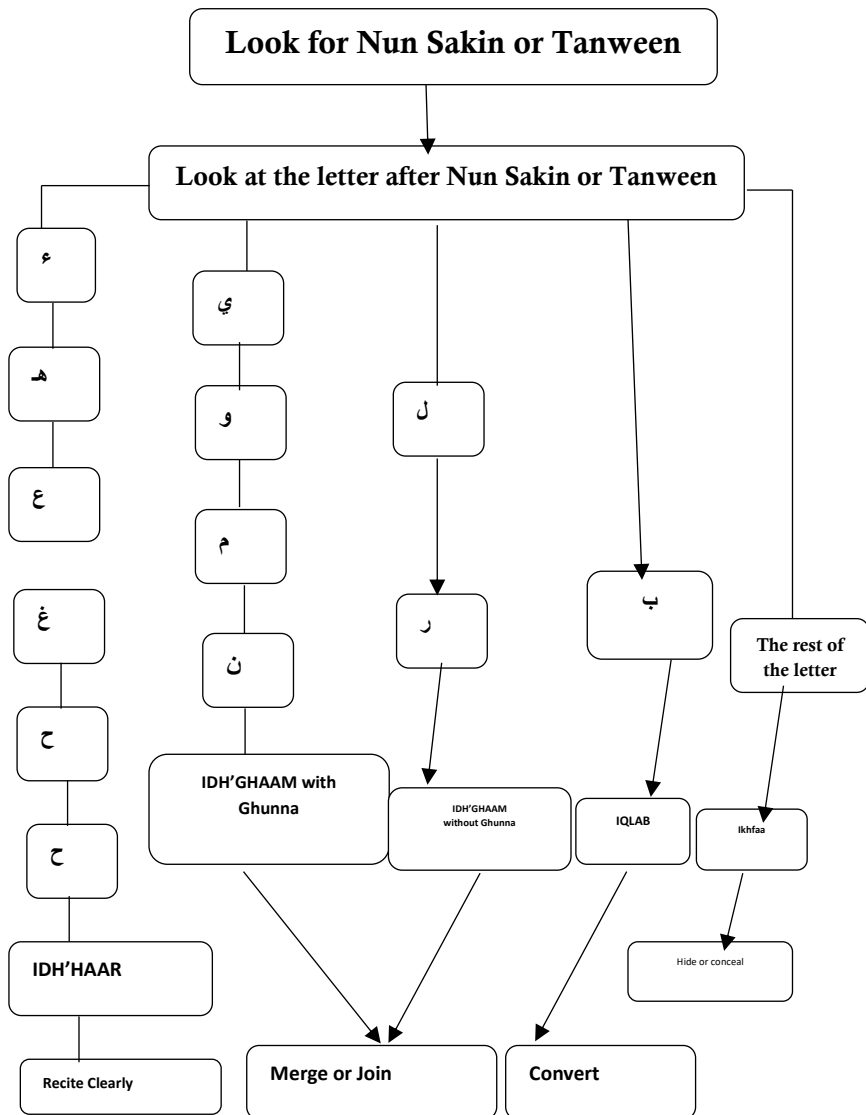 Look for Nun Sakin or Tanween
Look at the letter after Nun Sakin or Tanween
ء
هـ
ع
غ
ح
ح
IDH'HAAR
Recite Clearly
ي
و
م
ن
IDH'GHAAM with
Ghunna
ل
ر
IDH'GHAAM
without Ghunna
Merge or Join
ب
IQLAB
Convert
The rest of
the letter
Ikhfaa
Hide or conceal